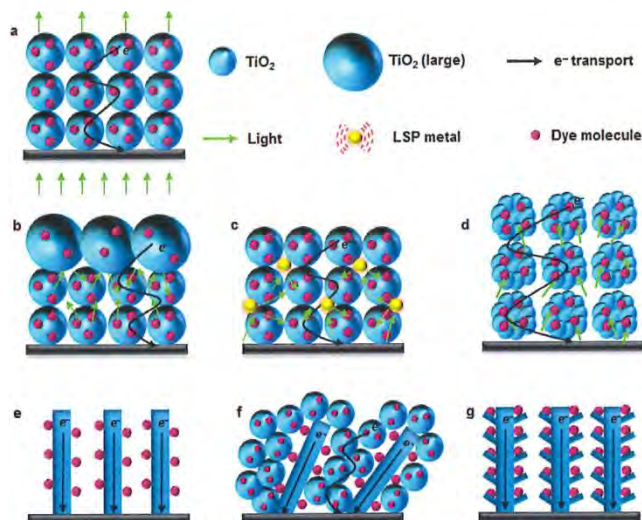 a
e⁻
TiO₂
TiO₂ (large)
e⁻ transport
Light
LSP metal
Dye molecule
b
e⁻
c
e⁻
d
e⁻
e
e⁻
e⁻
e⁻
f
e⁻
e⁻
e⁻
g
e⁻
e⁻
e⁻